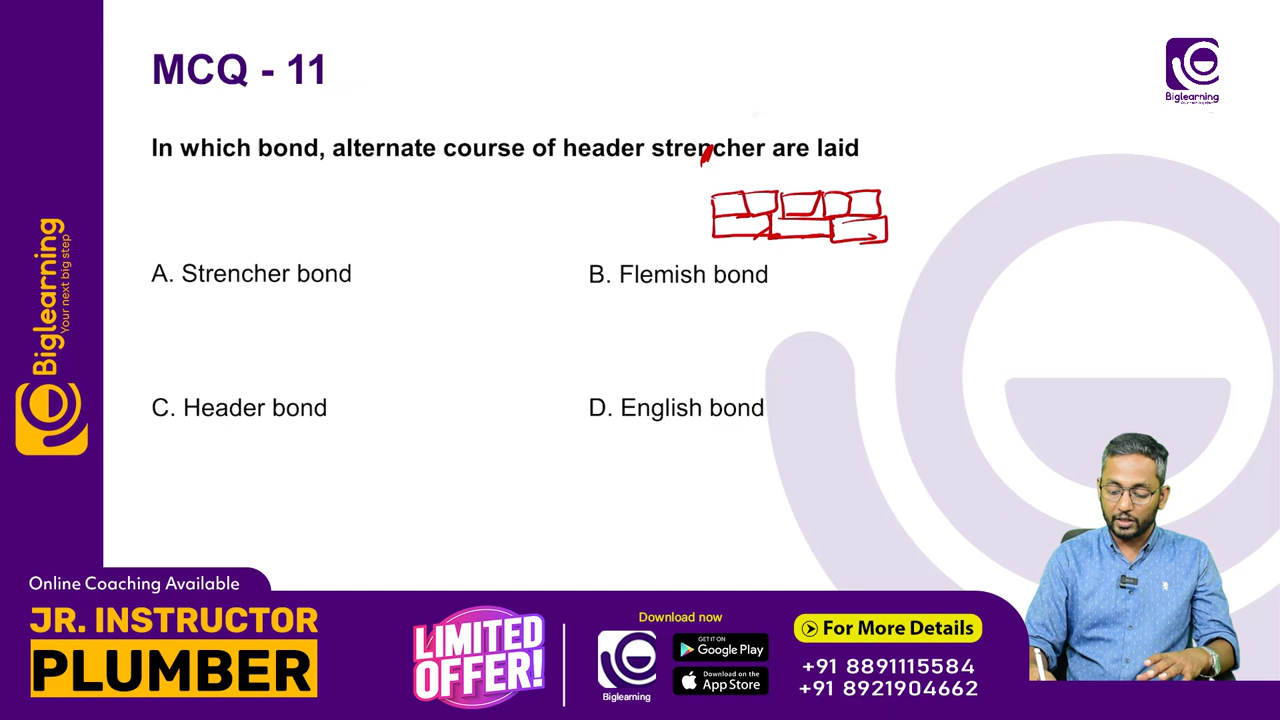 MCQ - 11
Biglearning
In which bond, alternate course of header strencher are laid
A. Strencher bond
B. Flemish bond
C. Header bond
D. English bond
Biglearning
Your next big step
Online Coaching Available
JR. INSTRUCTOR
PLUMBER
LIMITED
OFFER!
Download now
Biglearning
GET IT ON
Google Play
Download on the
App Store
For More Details
+91 8891115584
+91 8921904662